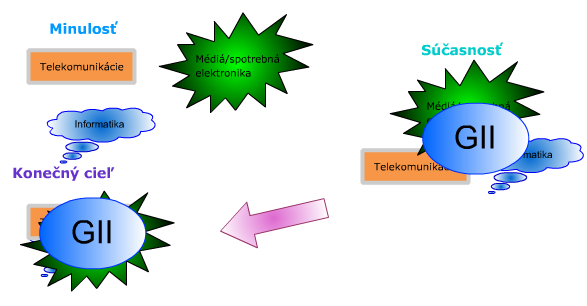 Minulosť
Telekomunikácie
Médiá/spotrebná
elektronika
Informatika
Konečný cieľ
GII
Súčasnosť
GII